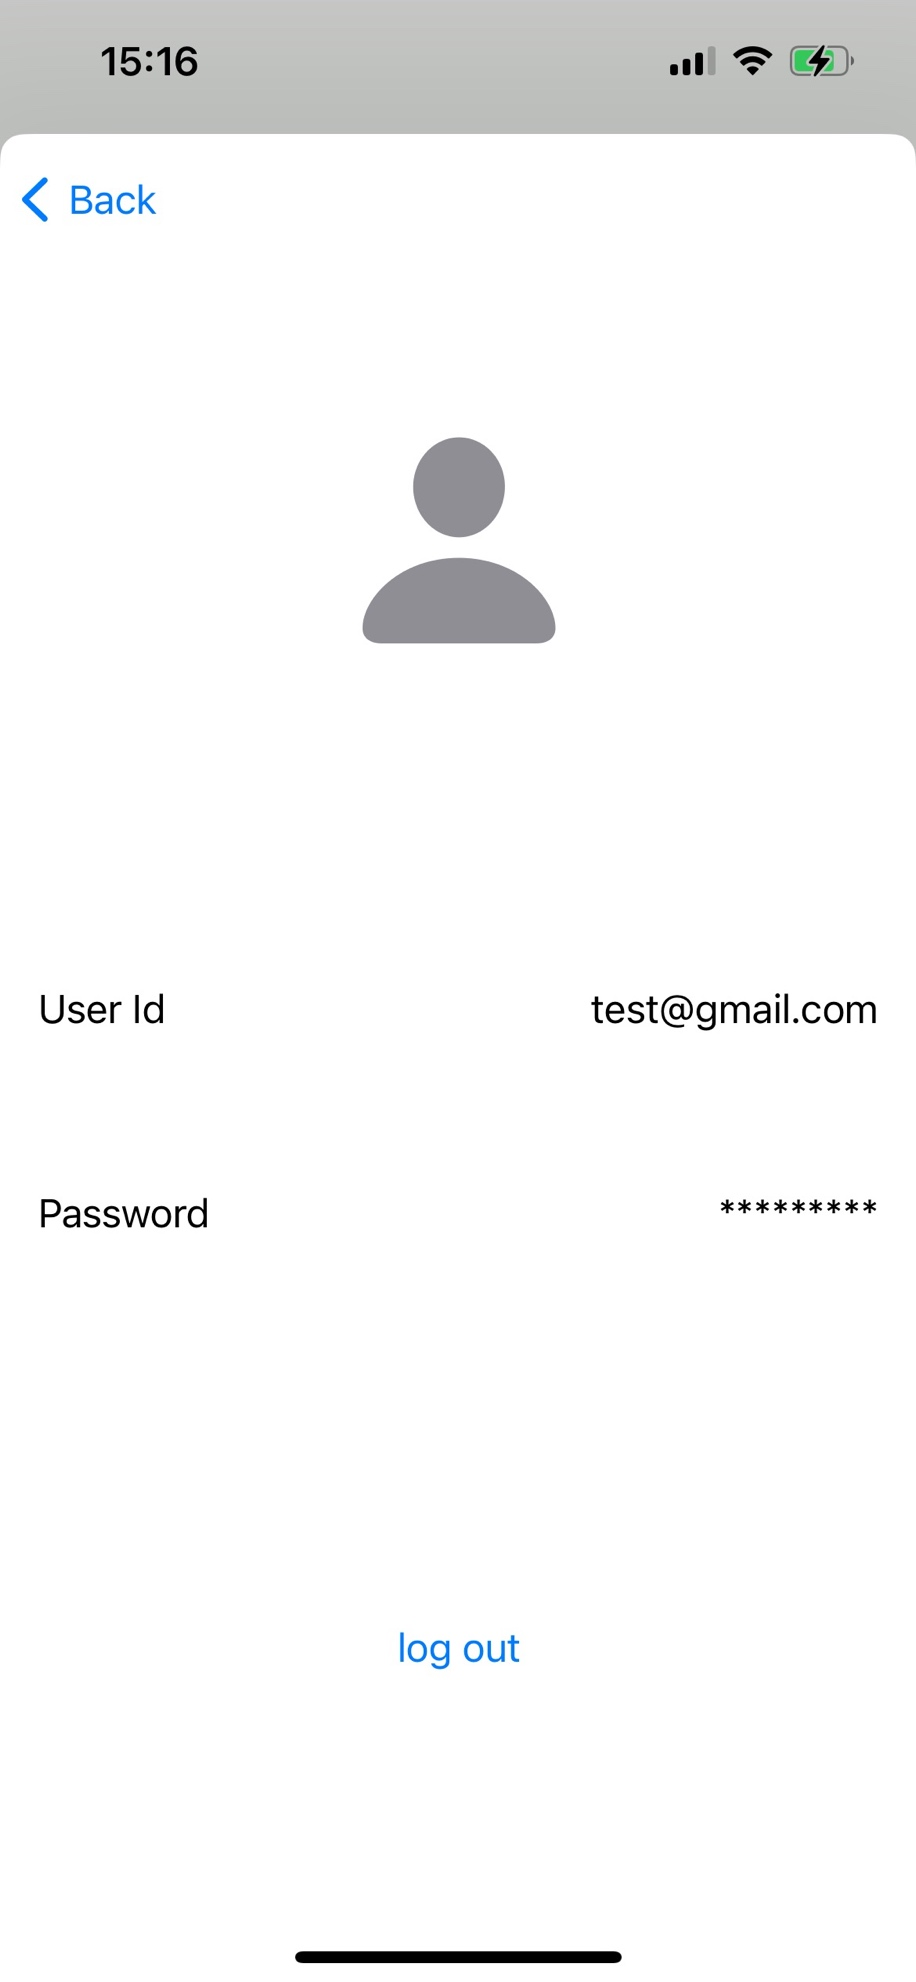 15:16
Back
User Id test@gmail.com
Password *********
log out